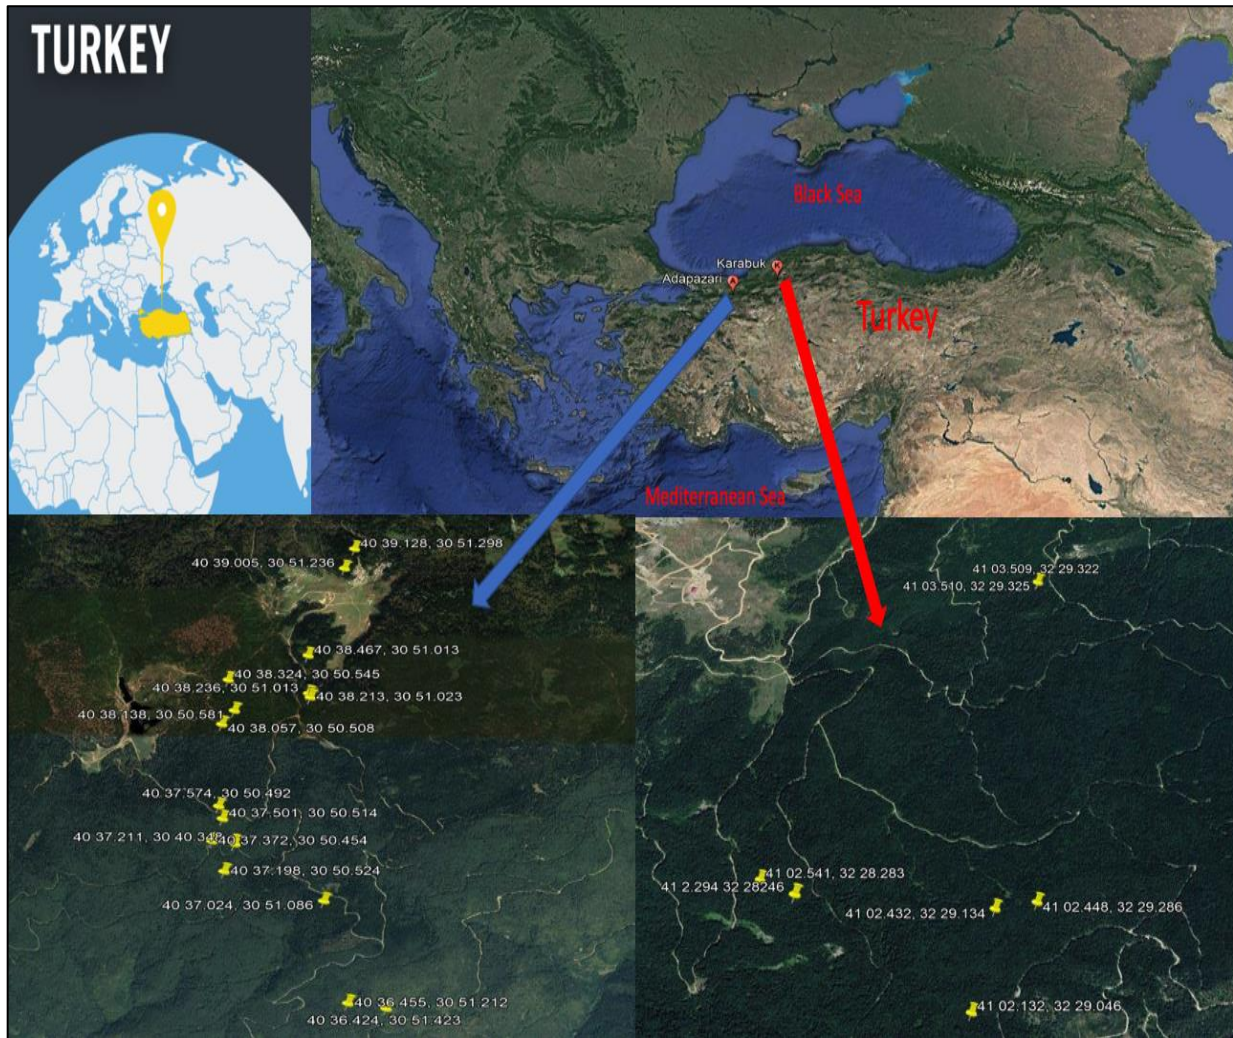 TURKEY
Black Sea
Karabuk
K
Adapazari
A
Turkey
Mediterranean Sea
40 39.128, 30 51.298
40 39.005, 30 51.236
40 38.467, 30 51.013
40 38.324, 30 50.545
40 38.236, 30 51.013
40 38.213, 30 51.023
40 38.138, 30 50.581
40 38.057, 30 50.508
40 37.574, 30 50.492
40 37.501, 30 50.514
40 37.211, 30 40.348
40 37.372, 30 50.454
40 37.198, 30 50.524
40 37.024, 30 51.086
40 36.455, 30 51.212
40 36.424, 30 51.423
41 03.509, 32 29.322
41 03.510, 32 29.325
41 02.541, 32 28 283
41 2.294 32 28246
41 02.432, 32 29.134
41 02.448, 32 29.286
41 02.132, 32 29.046